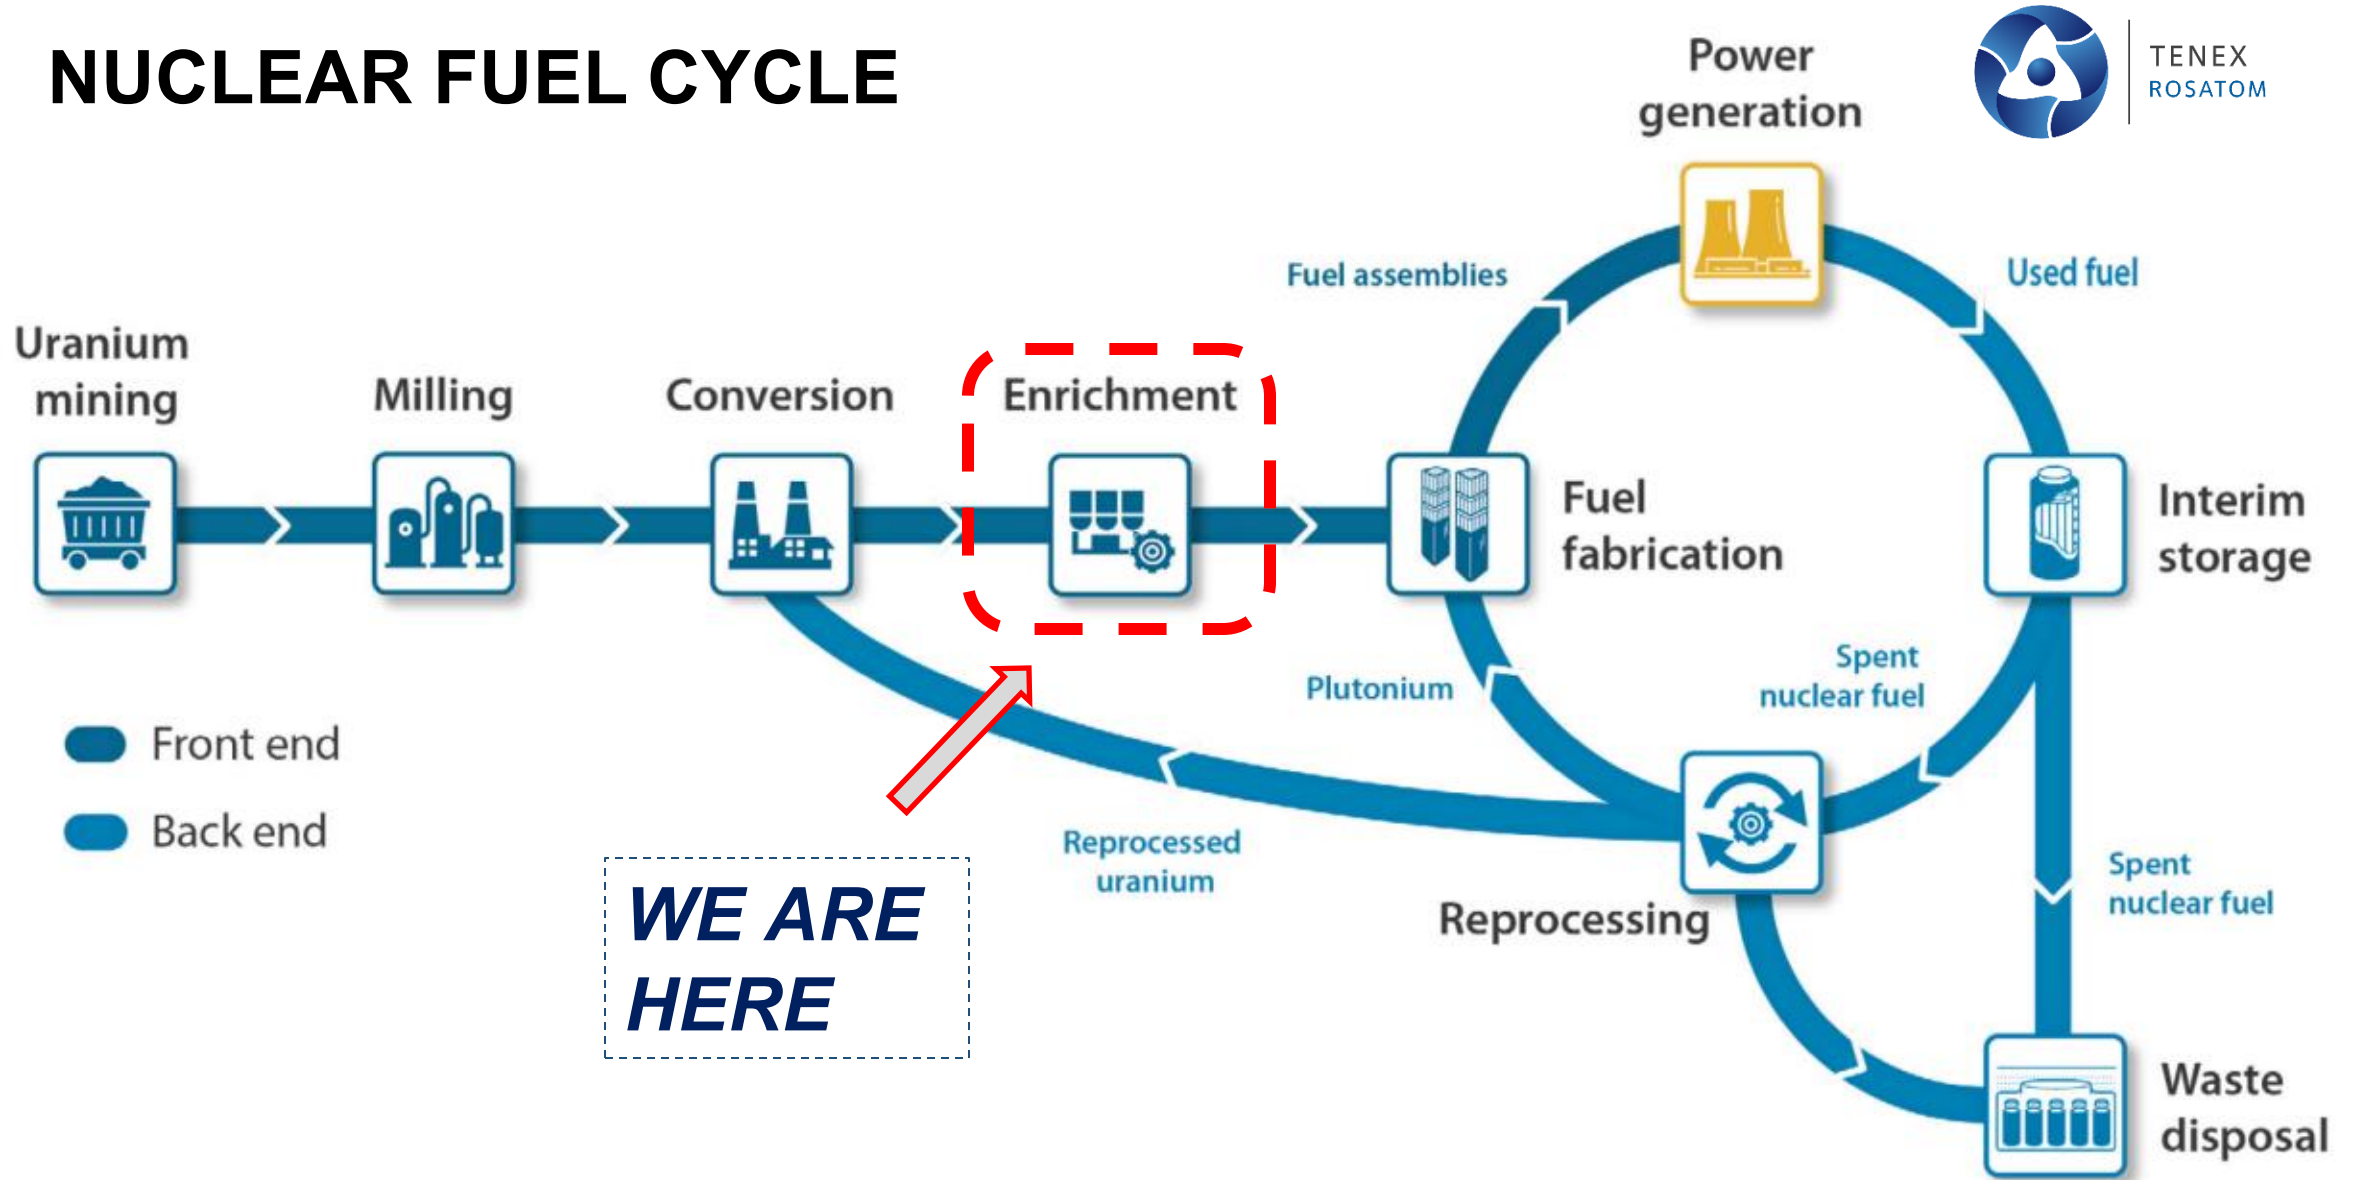 NUCLEAR FUEL CYCLE
TENEX
ROSATOM
Power
generation
Fuel assemblies
Used fuel
Uranium
mining
Milling
Conversion
Enrichment
Fuel
fabrication
Interim
storage
Spent
nuclear fuel
Plutonium
Front end
Back end
Reprocessed
uranium
WE ARE
HERE
Reprocessing
Spent
nuclear fuel
Waste
disposal